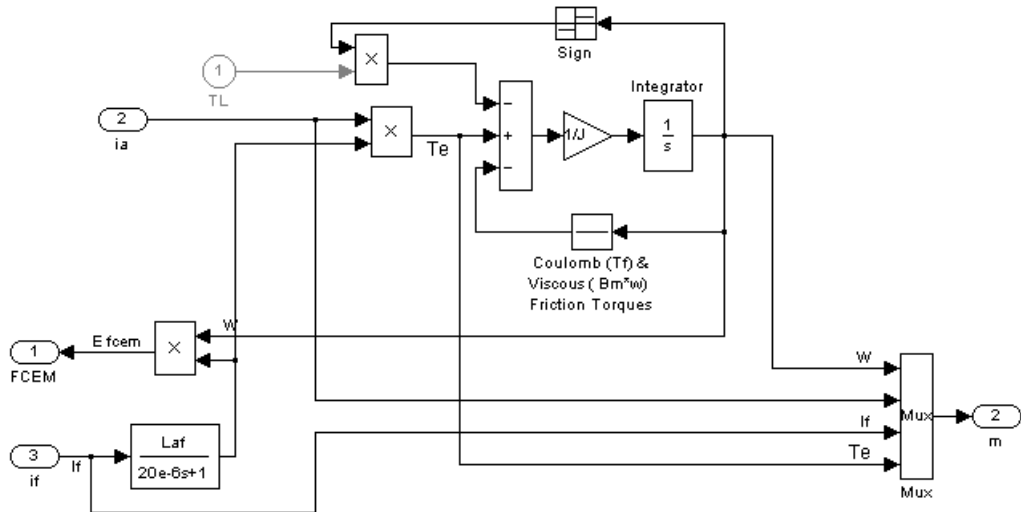 Sign
×
1
TL
Integrator
2
ia
×
Te
−
+
−
1/J
1
s
Coulomb (Tf) &
Viscous ( Bm*w)
Friction Torques
W
E fcem
×
1
FCEM
W
Mux
If
Te
2
m
Mux
3
if
If
Laf
20e-6s+1